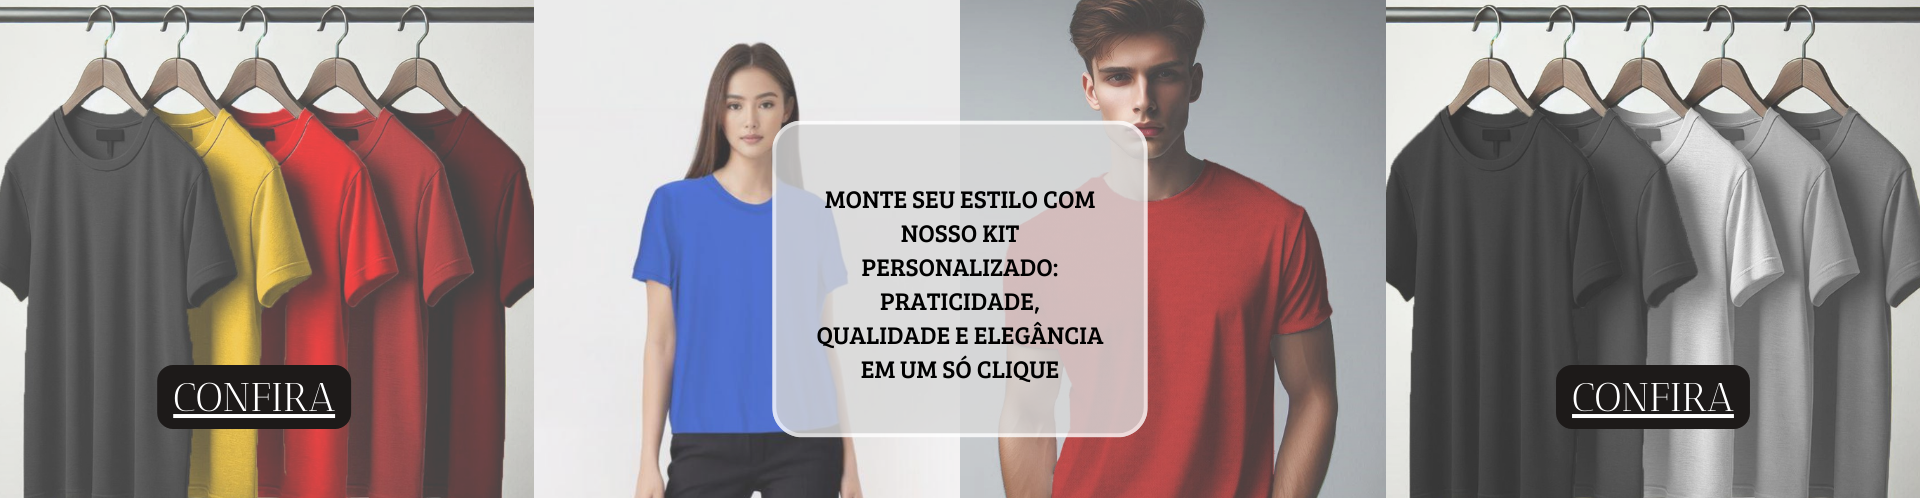 MONTE SEU ESTILO COM
NOSSO KIT
PERSONALIZADO:
PRATICIDADE,
QUALIDADE E ELEGÂNCIA
EM UM SÓ CLIQUE
CONFIRA
CONFIRA